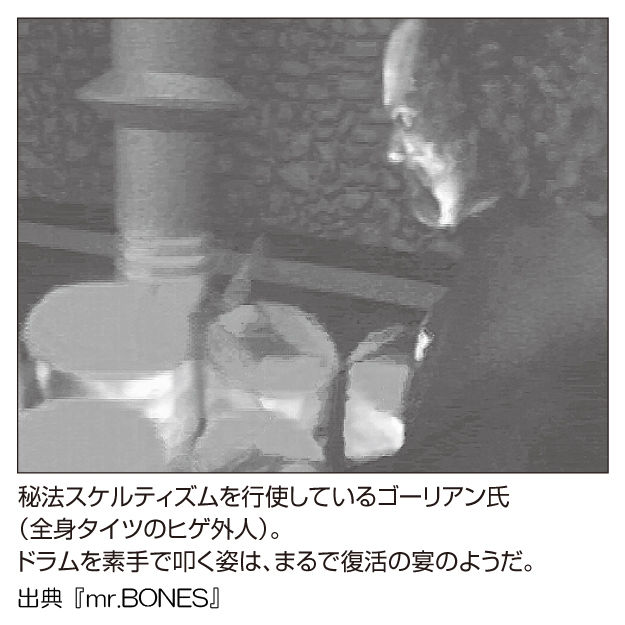 秘法スケルティズムを行使しているゴーリアン氏
（全身タイツのヒゲ外人）。
ドラムを素手で叩く姿は、まるで復活の宴のようだ。
出典『mr.BONES』